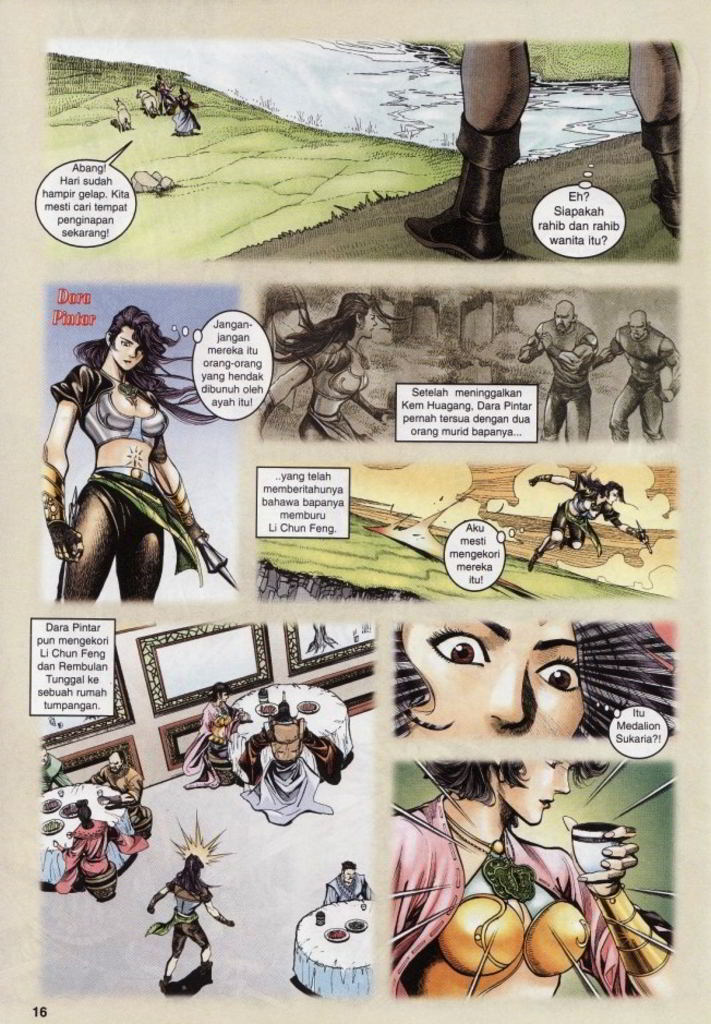 Abang!
Hari sudah
hampir gelap. Kita
mesti cari tempat
penginapan
sekarang!
Eh?
Siapakah
rahib dan rahib
wanita itu?
Dara
Pintar
Jangan-
jangan
mereka itu
orang-orang
yang hendak
dibunuh oleh
ayah itu!
Setelah meninggalkan
Kem Huagang, Dara Pintar
pernah tersua dengan dua
orang murid bapanya...
..yang telah
memberitahunya
bahawa bapanya
memburu
Li Chun Feng.
Aku
mesti
mengekori
mereka
itu!
Dara Pintar
pun mengekori
Li Chun Feng
dan Rembulan
Tunggal ke
sebuah rumah
tumpangan.
Itu
Medalion
Sukaria?!
16